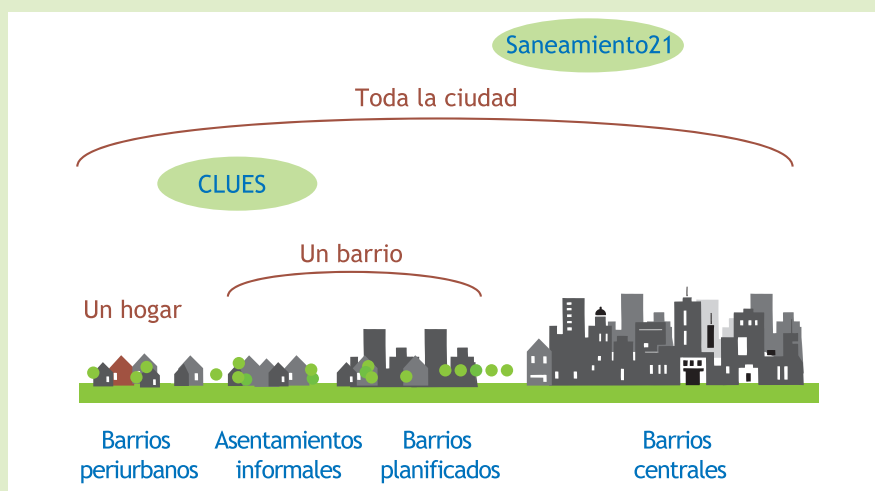 Saneamiento21
Toda la ciudad
CLUES
Un barrio
Un hogar
Barrios
periurbanos
Asentamientos
informales
Barrios
planificados
Barrios
centrales